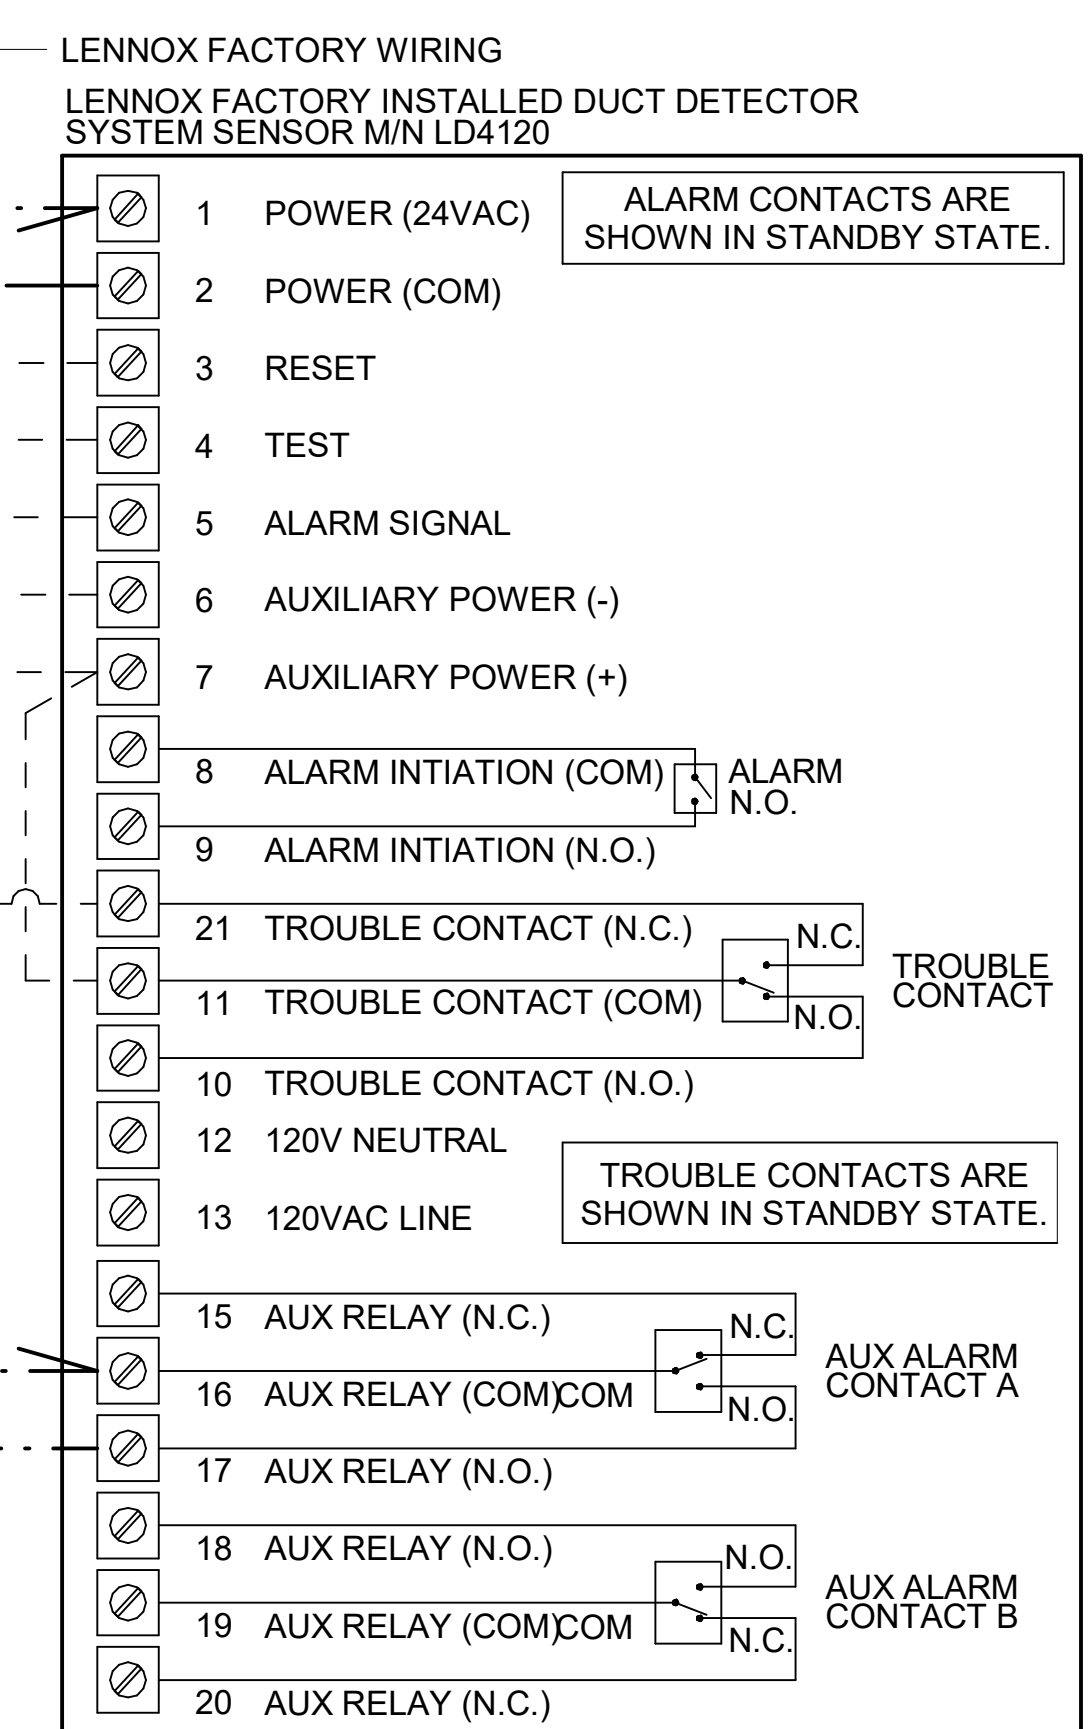 LENNOX FACTORY WIRING
LENNOX FACTORY INSTALLED DUCT DETECTOR
SYSTEM SENSOR M/N LD4120
ALARM CONTACTS ARE
SHOWN IN STANDBY STATE.
1 POWER (24VAC)
2 POWER (COM)
3 RESET
4 TEST
5 ALARM SIGNAL
6 AUXILIARY POWER (-)
7 AUXILIARY POWER (+)
8 ALARM INTIATION (COM)
ALARM
N.O.
9 ALARM INTIATION (N.O.)
21 TROUBLE CONTACT (N.C.)
N.C.
TROUBLE
CONTACT
11 TROUBLE CONTACT (COM)
N.O.
10 TROUBLE CONTACT (N.O.)
12 120V NEUTRAL
13 120VAC LINE
TROUBLE CONTACTS ARE
SHOWN IN STANDBY STATE.
15 AUX RELAY (N.C.)
N.C.
AUX ALARM
CONTACT A
16 AUX RELAY (COM) COM
N.O.
17 AUX RELAY (N.O.)
18 AUX RELAY (N.O.)
N.O.
AUX ALARM
CONTACT B
19 AUX RELAY (COM) COM
N.C.
20 AUX RELAY (N.C.)